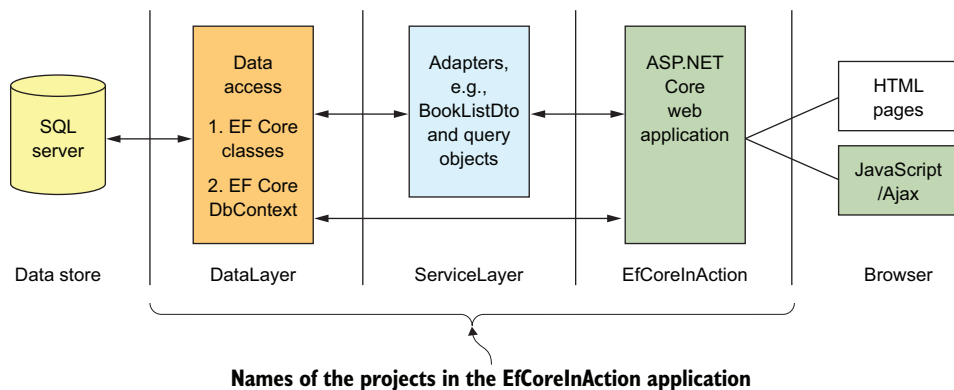 SQL
server
Data
access
1. EF Core
classes
2. EF Core
DbContext
Adapters,
e.g.,
BookListDto
and query
objects
ASP.NET
Core
web
application
HTML
pages
JavaScript
/Ajax
Data store
DataLayer
ServiceLayer
EfCoreInAction
Browser
Names of the projects in the EfCoreInAction application